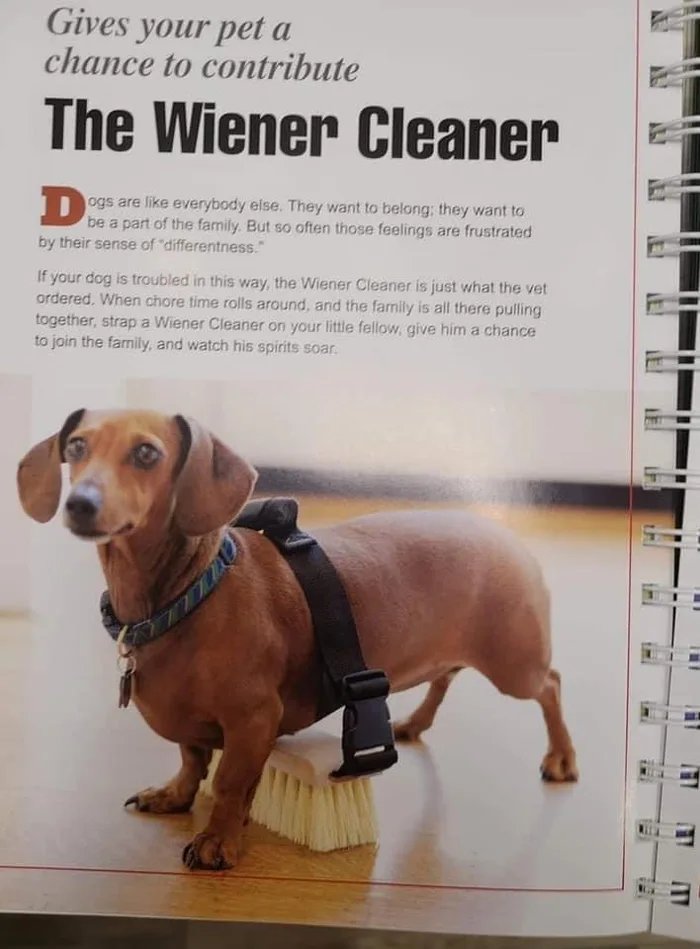 Gives your pet a
chance to contribute
The Wiener Cleaner
Dogs are like everybody else. They want to belong; they want to
be a part of the family. But so often those feelings are frustrated
by their sense of "differentness."
If your dog is troubled in this way, the Wiener Cleaner is just what the vet
ordered. When chore time rolls around, and the family is all there pulling
together, strap a Wiener Cleaner on your little fellow, give him a chance
to join the family, and watch his spirits soar.